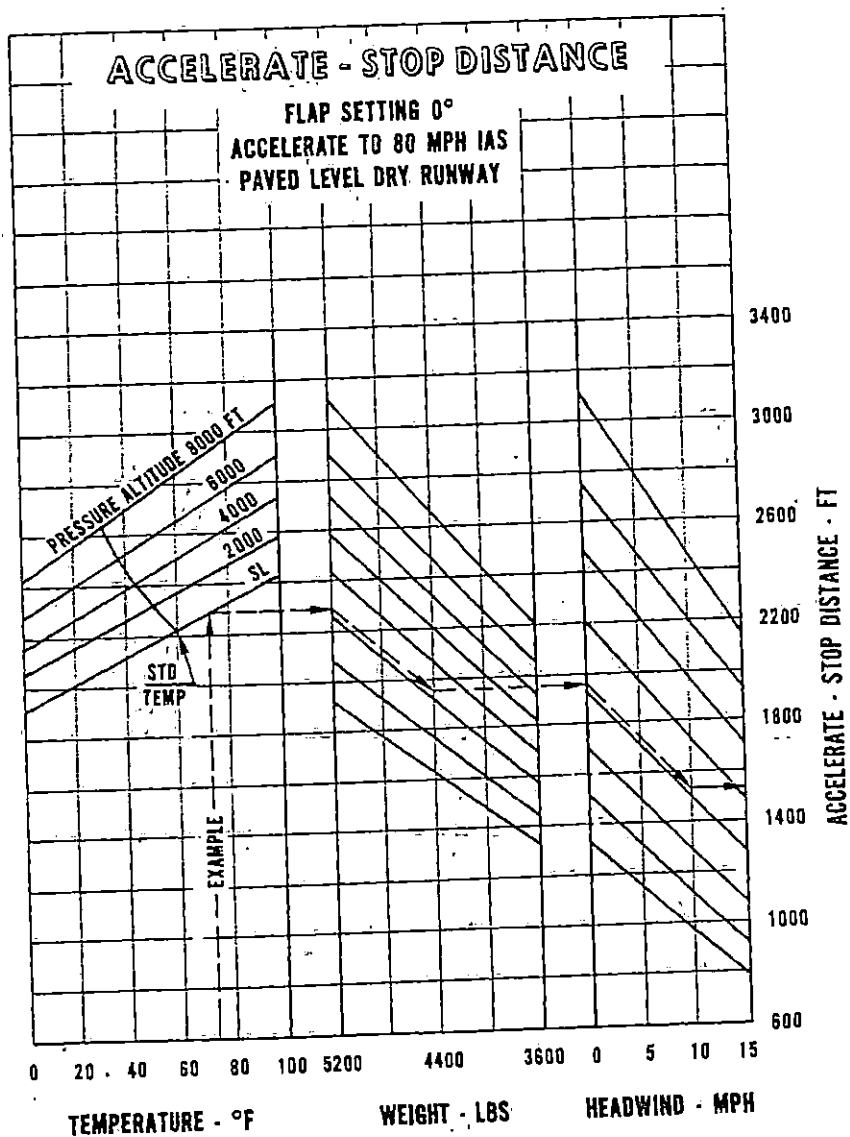 ACCELERATE - STOP DISTANCE
FLAP SETTING 0°
ACCELERATE TO 80 MPH IAS
PAVED LEVEL DRY RUNWAY
3400
3000
2600
2200
1800
1400
1000
600
ACCELERATE - STOP DISTANCE - FT
PRESSURE ALTITUDE 8000 FT
6000
4000
2000
SL
STD
TEMP
EXAMPLE
0 20 40 60 80 100 5200 4400 3600 0 5 10 15
TEMPERATURE - °F WEIGHT - LBS HEADWIND - MPH